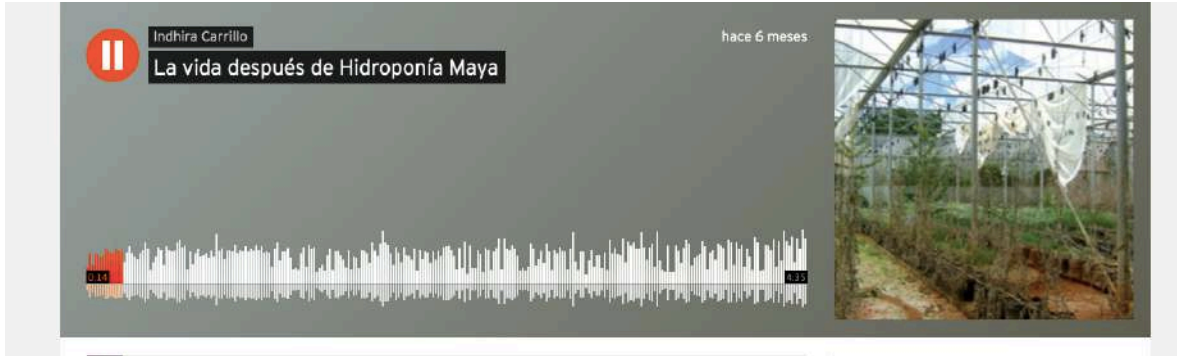 Indhira Carrillo
hace 6 meses
La vida después de Hidroponía Maya
0:14
4:35